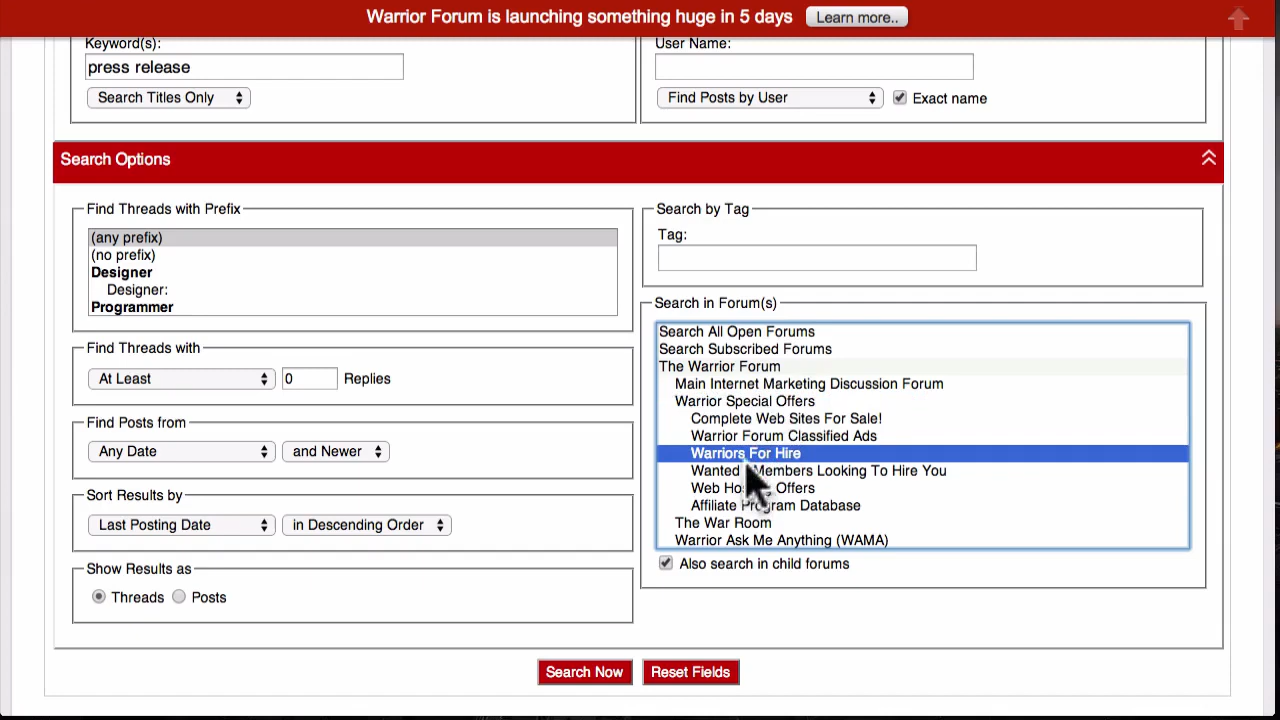 Warrior Forum is launching something huge in 5 days Learn more..
Keyword(s):
press release
Search Titles Only
User Name:
Find Posts by User Exact name
Search Options
Find Threads with Prefix
(any prefix)
(no prefix)
Designer
Designer:
Programmer
Find Threads with
At Least 0 Replies
Find Posts from
Any Date and Newer
Sort Results by
Last Posting Date in Descending Order
Show Results as
Threads Posts
Search by Tag
Tag:
Search in Forum(s)
Search All Open Forums
Search Subscribed Forums
The Warrior Forum
Main Internet Marketing Discussion Forum
Warrior Special Offers
Complete Web Sites For Sale!
Warrior Forum Classified Ads
Warriors For Hire
Wanted Members Looking To Hire You
Web Offers
Affiliate Program Database
The War Room
Warrior Ask Me Anything (WAMA)
Also search in child forums
Search Now Reset Fields